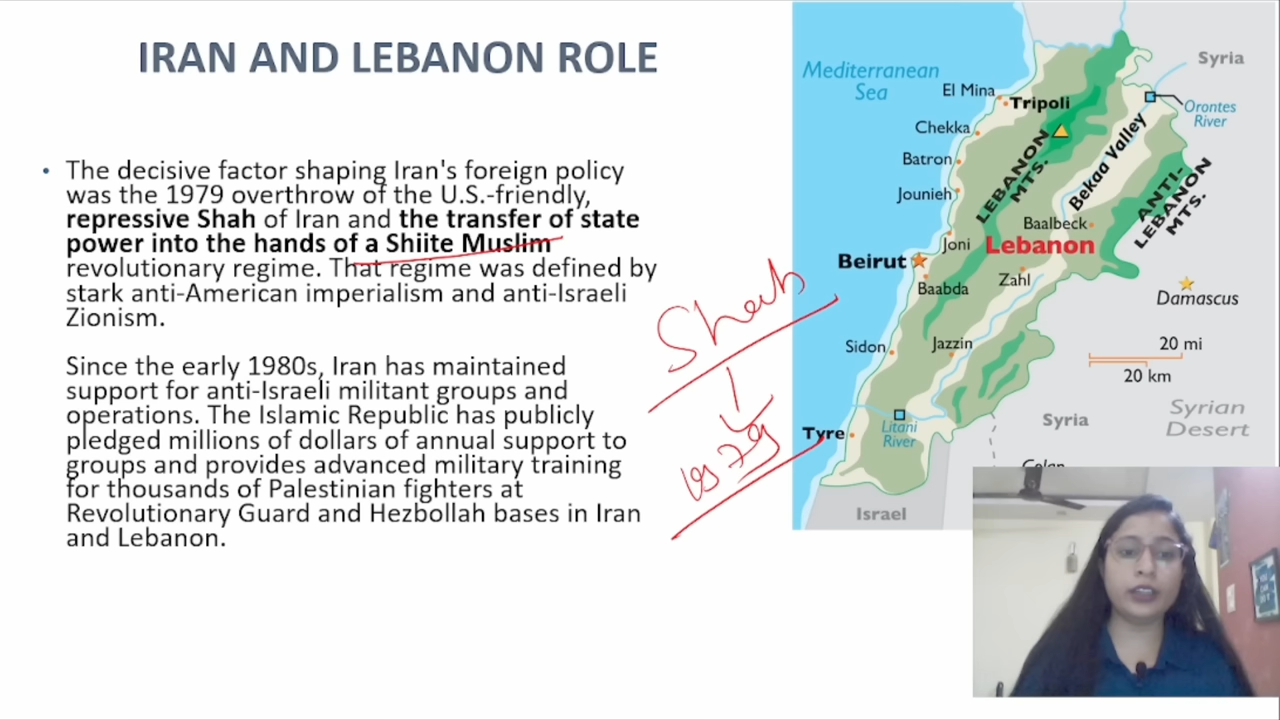 IRAN AND LEBANON ROLE
• The decisive factor shaping Iran's foreign policy
was the 1979 overthrow of the U.S.-friendly,
repressive Shah of Iran and the transfer of state
power into the hands of a Shiite Muslim
revolutionary regime. That regime was defined by
stark anti-American imperialism and anti-Israeli
Zionism.
Since the early 1980s, Iran has maintained
support for anti-Israeli militant groups and
operations. The Islamic Republic has publicly
pledged millions of dollars of annual support to
groups and provides advanced military training
for thousands of Palestinian fighters at
Revolutionary Guard and Hezbollah bases in Iran
and Lebanon.
Shah
Mediterranean
Sea
Syria
El Mina
Tripoli
Orontes
River
Chekka
Batron
Jounieh
LEBANON
MTS.
Bekaa Valley
ANTI-
LEBANON
MTS.
Baalbeck
Joni
Lebanon
Beirut
Baabda
Zahl
Damascus
Sidon
Jazzin
20 mi
20 km
Tyre
Litani
River
Syria
Syrian
Desert
Israel